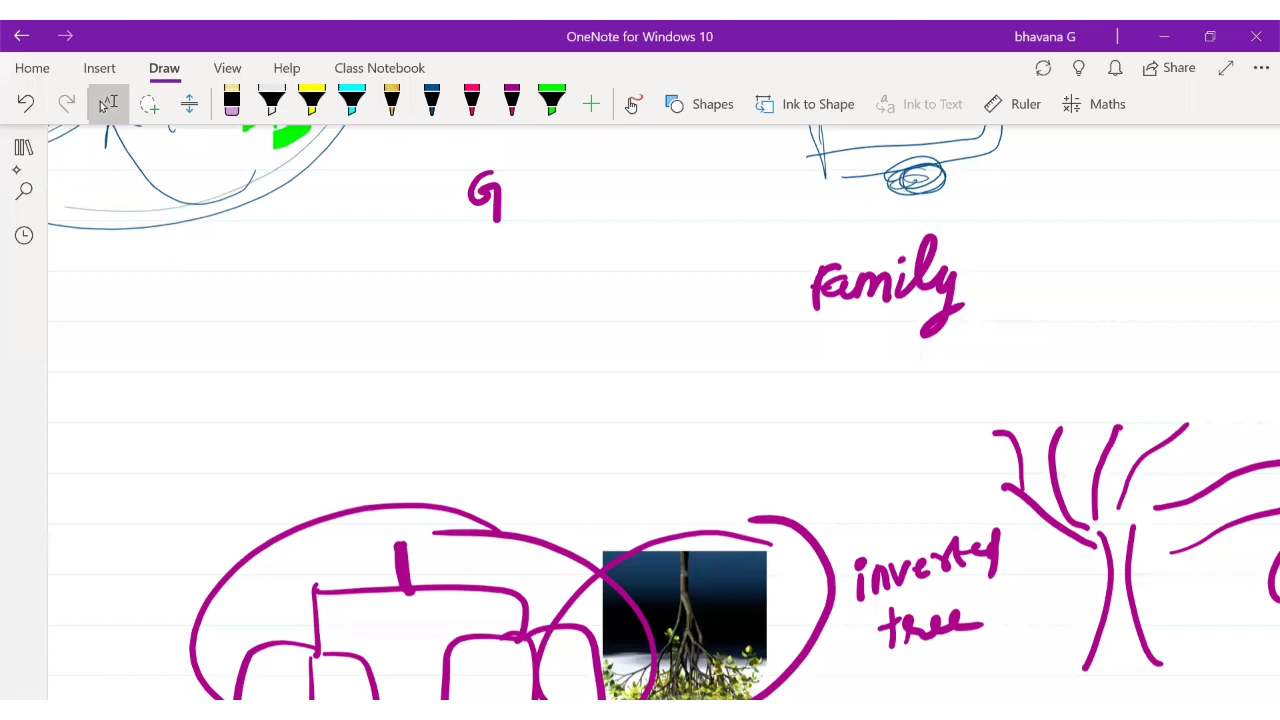 OneNote for Windows 10
bhavana G
Home Insert Draw View Help Class Notebook
Share
Shapes Ink to Shape Ink to Text Ruler Maths
G
Family
inverted
tree